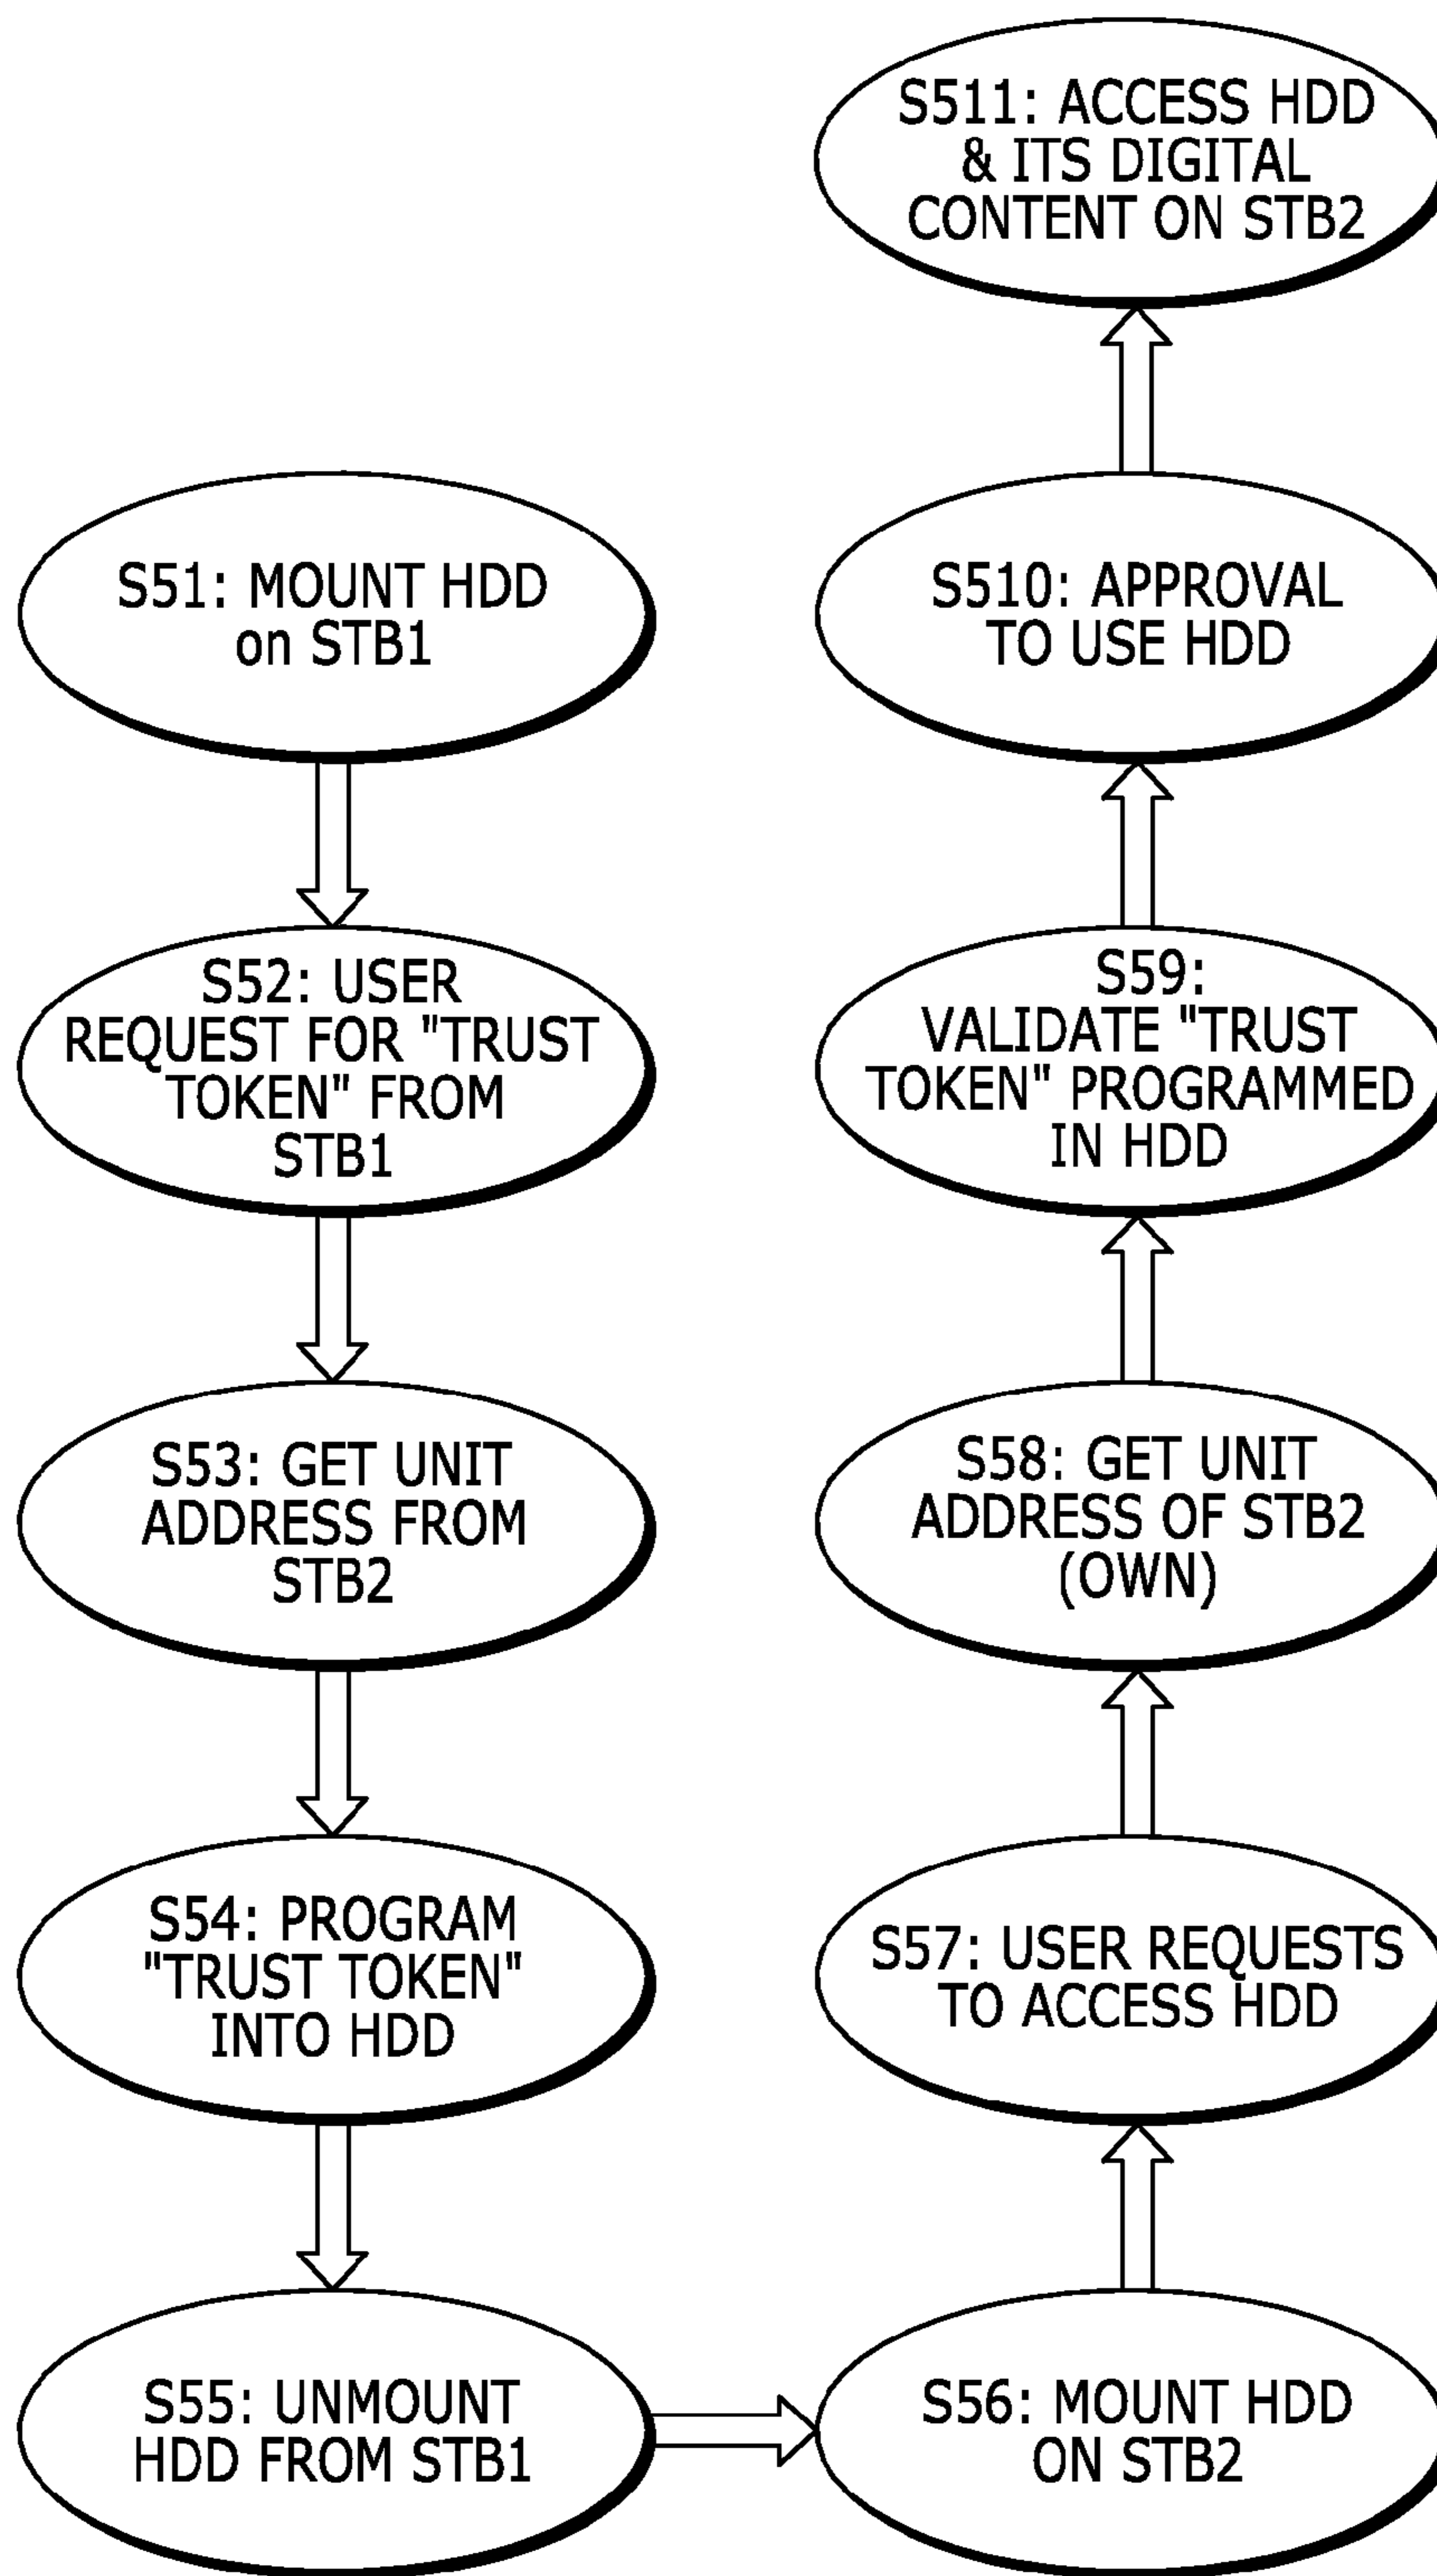 S51: MOUNT HDD
on STB1
S52: USER
REQUEST FOR "TRUST
TOKEN" FROM
STB1
S53: GET UNIT
ADDRESS FROM
STB2
S54: PROGRAM
"TRUST TOKEN"
INTO HDD
S55: UNMOUNT
HDD FROM STB1
S56: MOUNT HDD
ON STB2
S57: USER REQUESTS
TO ACCESS HDD
S58: GET UNIT
ADDRESS OF STB2
(OWN)
S59:
VALIDATE "TRUST
TOKEN" PROGRAMMED
IN HDD
S510: APPROVAL
TO USE HDD
S511: ACCESS HDD
& ITS DIGITAL
CONTENT ON STB2